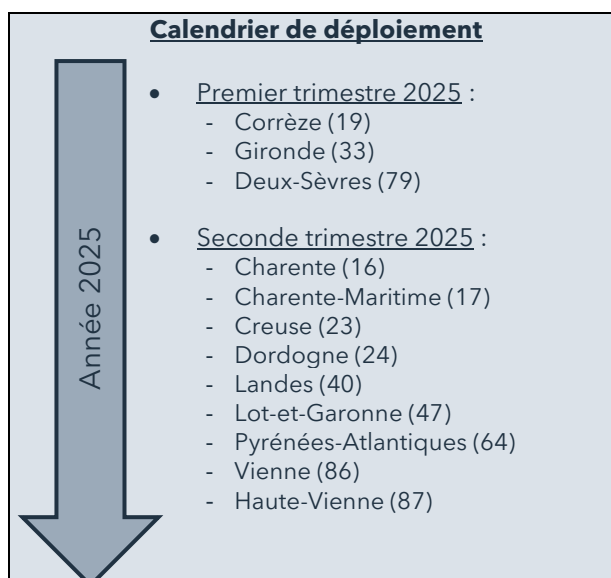 Calendrier de déploiement
Année 2025
• Premier trimestre 2025 :
- Corrèze (19)
- Gironde (33)
- Deux-Sèvres (79)
• Seconde trimestre 2025 :
- Charente (16)
- Charente-Maritime (17)
- Creuse (23)
- Dordogne (24)
- Landes (40)
- Lot-et-Garonne (47)
- Pyrénées-Atlantiques (64)
- Vienne (86)
- Haute-Vienne (87)